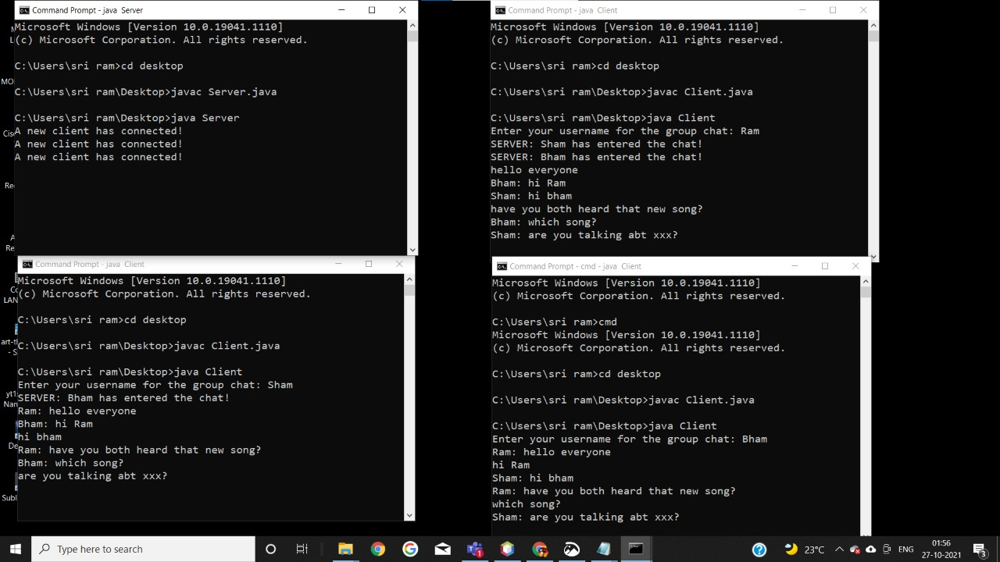 Command Prompt - java Server
Microsoft Windows [Version 10.0.19041.1110]
(c) Microsoft Corporation. All rights reserved.
C:\Users\sri ram>cd desktop
C:\Users\sri ram\Desktop>javac Server.java
C:\Users\sri ram\Desktop>java Server
A new client has connected!
A new client has connected!
A new client has connected!
Command Prompt - java Client
Microsoft Windows [Version 10.0.19041.1110]
(c) Microsoft Corporation. All rights reserved.
C:\Users\sri ram>cd desktop
C:\Users\sri ram\Desktop>javac Client.java
C:\Users\sri ram\Desktop>java Client
Enter your username for the group chat: Ram
SERVER: Sham has entered the chat!
SERVER: Bham has entered the chat!
hello everyone
Bham: hi Ram
Sham: hi bham
have you both heard that new song?
Bham: which song?
Sham: are you talking abt xxx?
Command Prompt - java Client
Microsoft Windows [Version 10.0.19041.1110]
(c) Microsoft Corporation. All rights reserved.
C:\Users\sri ram>cd desktop
C:\Users\sri ram\Desktop>javac Client.java
C:\Users\sri ram\Desktop>java Client
Enter your username for the group chat: Sham
SERVER: Bham has entered the chat!
Ram: hello everyone
Bham: hi Ram
hi bham
Ram: have you both heard that new song?
Bham: which song?
are you talking abt xxx?
Command Prompt - cmd - java Client
Microsoft Windows [Version 10.0.19041.1110]
(c) Microsoft Corporation. All rights reserved.
C:\Users\sri ram>cmd
Microsoft Windows [Version 10.0.19041.1110]
(c) Microsoft Corporation. All rights reserved.
C:\Users\sri ram>cd desktop
C:\Users\sri ram\Desktop>javac Client.java
C:\Users\sri ram\Desktop>java Client
Enter your username for the group chat: Bham
Ram: hello everyone
hi Ram
Sham: hi bham
Ram: have you both heard that new song?
which song?
Sham: are you talking abt xxx?
Type here to search
23°C
ENG
01:56
27-10-2021
3